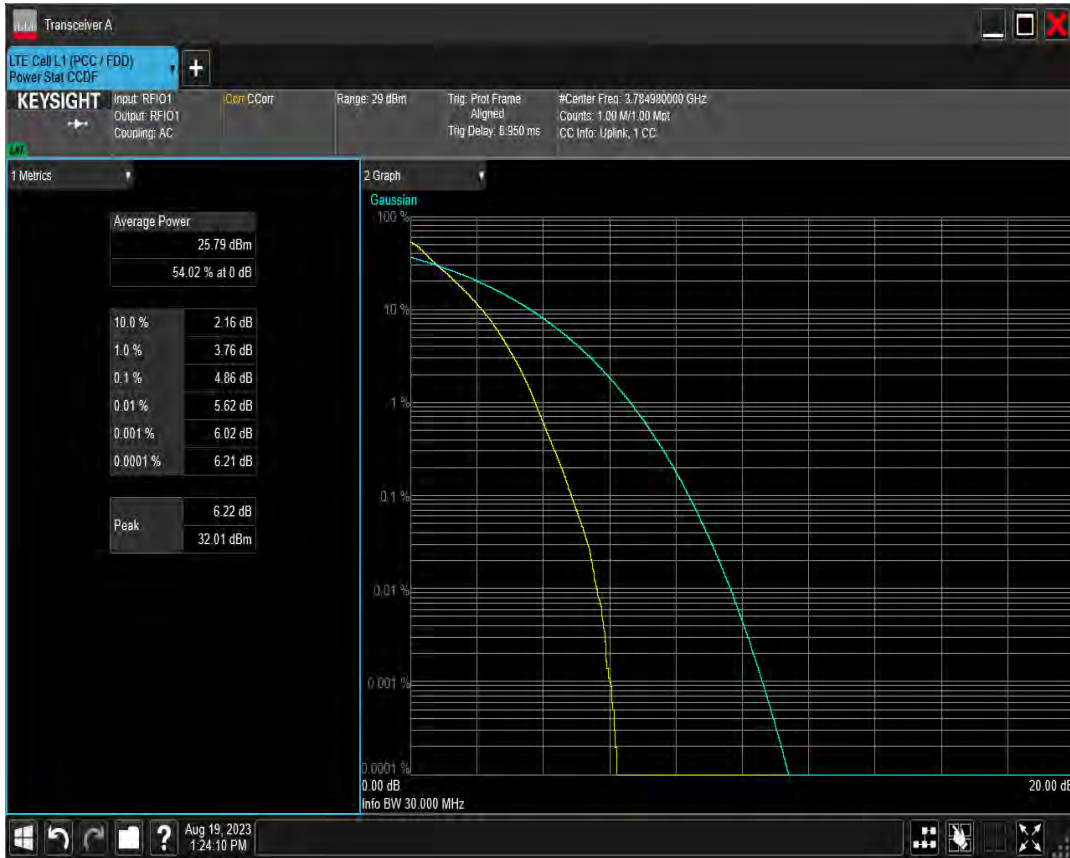 Transceiver A
LTE Cell L1 (PCC / FDD)
Power Stat CCDF
KEYSIGHT
Input: RFIO1
Output: RFIO1
Coupling: AC
Corr CCorr
Range: 29 dBm
Trig: Prot Frame
Aligned
Trig Delay: 8.950 ms
#Center Freq: 3.784980000 GHz
Counts: 1.00 M/1.00 Mpt
CC Info: Uplink, 1 CC
1 Metrics
Average Power
25.79 dBm
54.02 % at 0 dB
10.0 % 2.16 dB
1.0 % 3.76 dB
0.1 % 4.86 dB
0.01 % 5.62 dB
0.001 % 6.02 dB
0.0001 % 6.21 dB
Peak
6.22 dB
32.01 dBm
2 Graph
Gaussian
100 %
10 %
1 %
0.1 %
0.01 %
0.001 %
0.0001 %
0.00 dB 20.00 dB
Info BW 30.000 MHz
?
Aug 19, 2023
1:24:10 PM